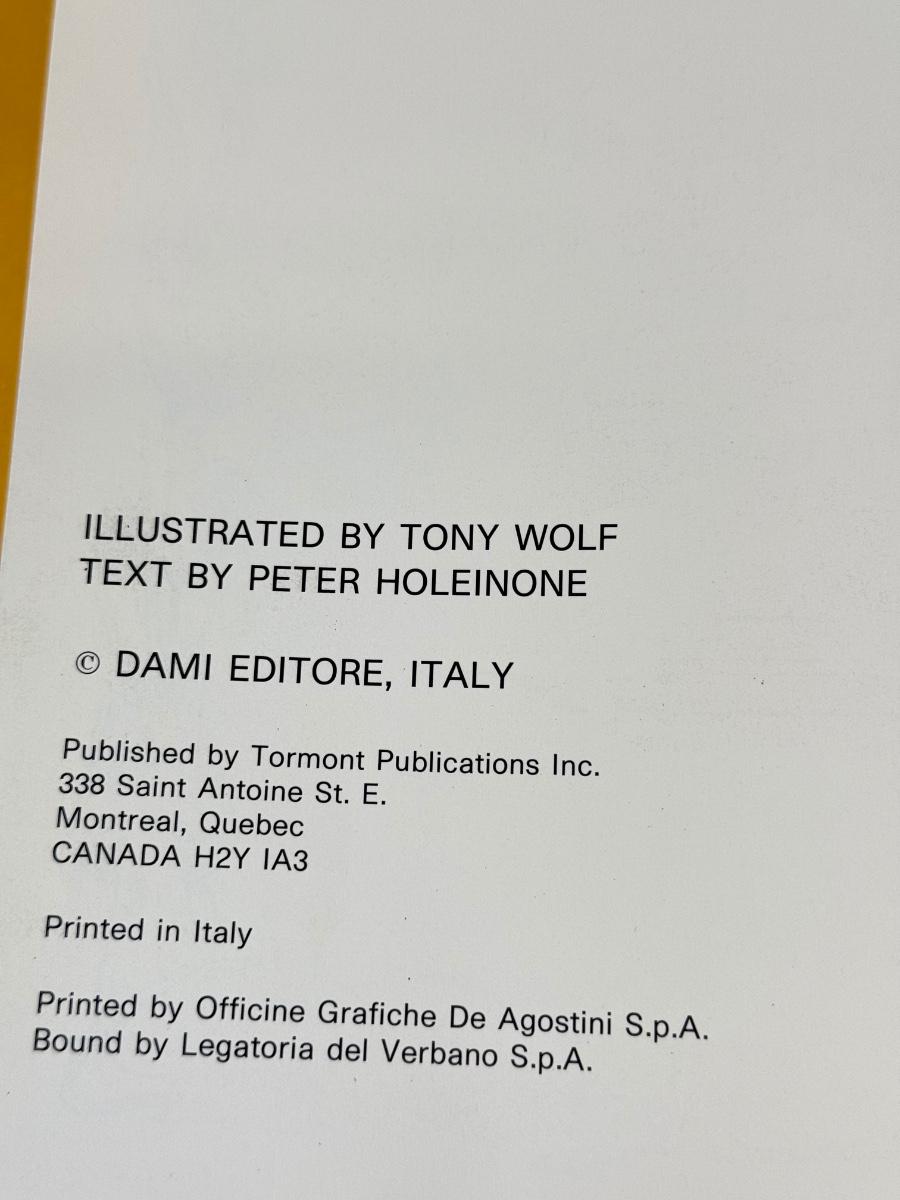 ILLUSTRATED BY TONY WOLF
TEXT BY PETER HOLEINONE
© DAMI EDITORE, ITALY
Published by Tormont Publications Inc.
338 Saint Antoine St. E.
Montreal, Quebec
CANADA H2Y IA3
Printed in Italy
Printed by Officine Grafiche De Agostini S.p.A.
Bound by Legatoria del Verbano S.p.A.